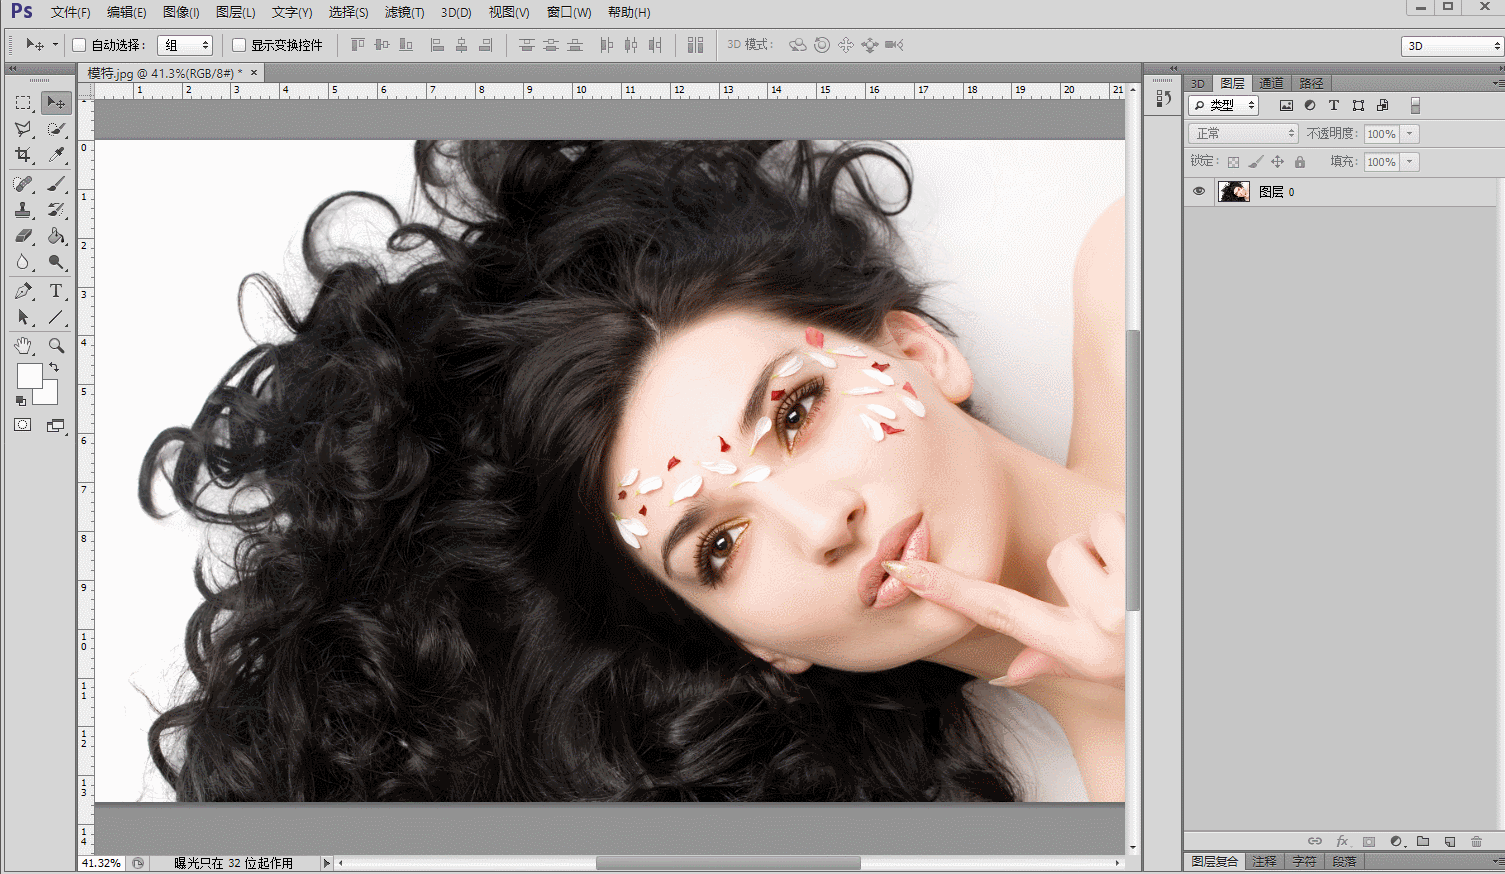 Ps 文件(F) 编辑(E) 图像(I) 图层(L) 文字(Y) 选择(S) 滤镜(T) 3D(D) 视图(V) 窗口(W) 帮助(H)
自动选择： 组 显示变换控件 3D 模式： 3D
模特.jpg @ 41.3%(RGB/8#) * ×
1 2 3 4 5 6 7 8 9 10 11 12 13 14 15 16 17 18 19 20 21
0
1
2
3
4
5
6
7
8
9
10
11
12
13
14
3D 图层 通道 路径
类型
正常 不透明度： 100%
锁定： 填充： 100%
图层 0
fx
41.32% 曝光只在 32 位起作用
图层复合 注释 字符 段落